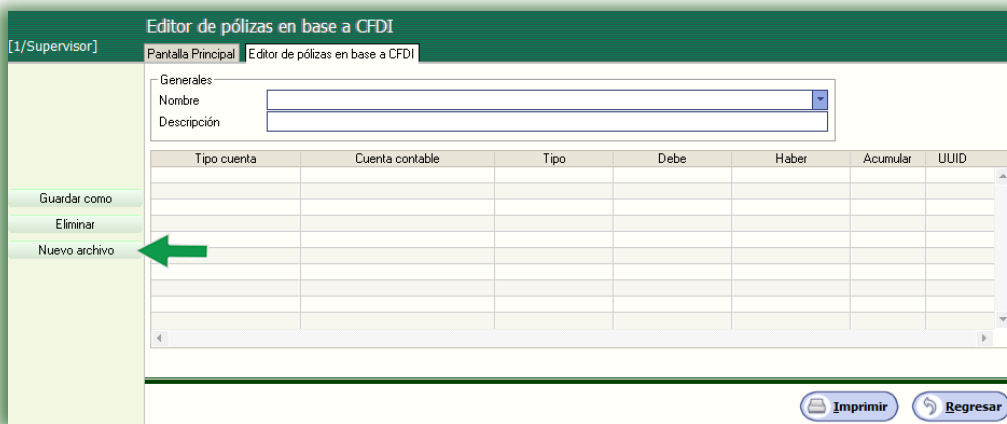 Editor de pólizas en base a CFDI
[1/Supervisor]
Pantalla Principal Editor de pólizas en base a CFDI
Generales
Nombre
Descripción
Tipo cuenta Cuenta contable Tipo Debe Haber Acumular UUID
Guardar como
Eliminar
Nuevo archivo
Imprimir Regresar